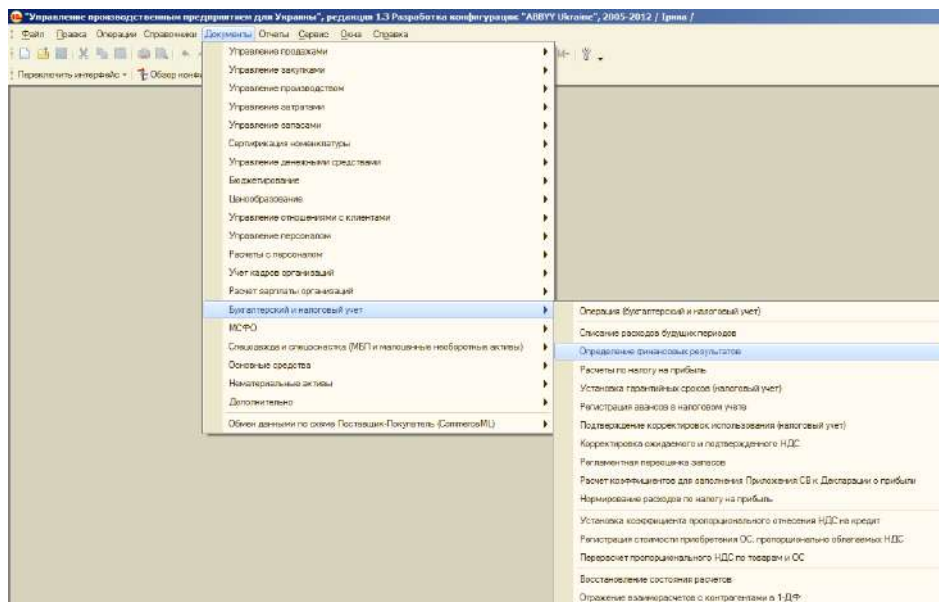 "Управление производственным предприятием для Украины", редакция 1.3 Разработка конфигурации: "ABBYY Ukraine", 2005-2012 / Ірина /
Файл Правка Операции Справочники Документы Отчеты Сервис Окна Справка
Переключить интерфейс
Обзор
Управление продажами
Управление закупками
Управление производством
Управление затратами
Управление запасами
Сертификация номенклатуры
Управление денежными средствами
Бюджетирование
Ценообразование
Управление отношениями с клиентами
Управление персоналом
Расчеты с персоналом
Учет кадров организаций
Расчет зарплаты организаций
Бухгалтерский и налоговый учет
МСФО
Спецодежда и спецоснастка (МБП и малоценные необоротные активы)
Основные средства
Нематериальные активы
Дополнительно
Обмен данными по схеме Поставщик-Покупатель (CommerceML)
Операция (бухгалтерский и налоговый учет)
Списание расходов будущих периодов
Определение финансовых результатов
Расчеты по налогу на прибыль
Установка гарантийных сроков (налоговый учет)
Регистрация авансов в налоговом учете
Подтверждение корректировок использования (налоговый учет)
Корректировка ожидаемого и подтвержденного НДС
Регламентная переоценка запасов
Расчет коэффициентов для заполнения Приложения СВ к Декларации о прибыли
Нормирование расходов по налогу на прибыль
Установка коэффициента пропорционального отнесения НДС на кредит
Регистрация стоимости приобретения ОС, пропорционально облагаемых НДС
Перерасчет пропорционального НДС по товарам и ОС
Восстановление состояния расчетов
Отражение взаиморасчетов с контрагентами в 1-ДФ